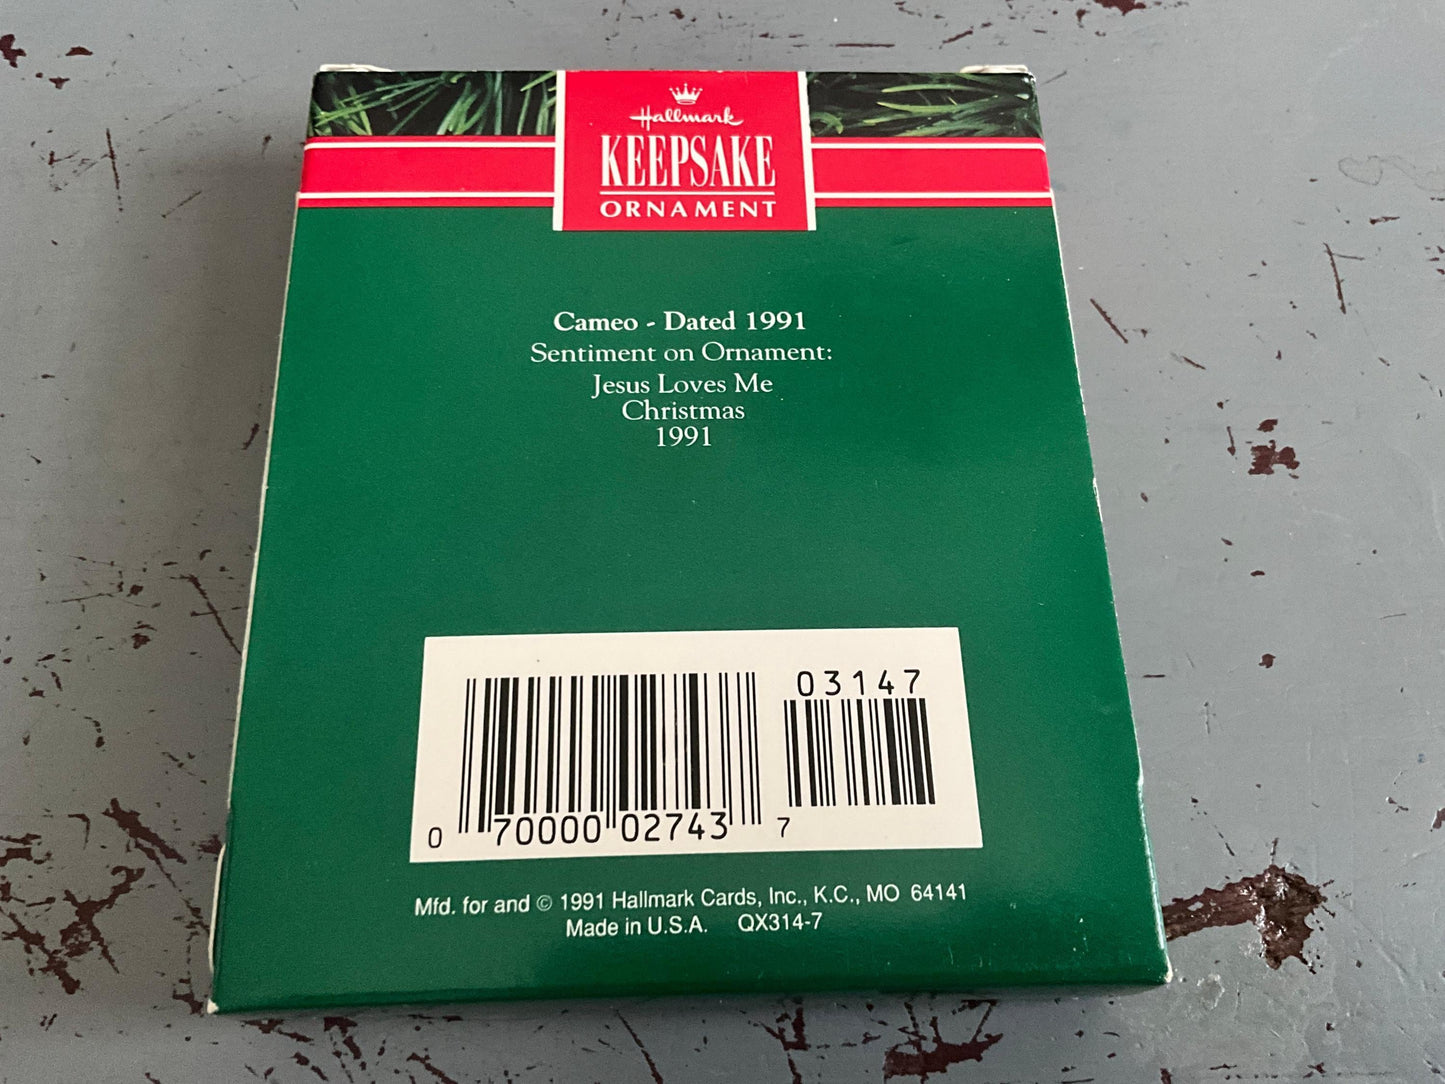 Hallmark
KEEPSAKE
ORNAMENT
Cameo - Dated 1991
Sentiment on Ornament:
Jesus Loves Me
Christmas
1991
03147
0 70000 02743 7
Mfd. for and © 1991 Hallmark Cards, Inc., K.C., MO 64141
Made in U.S.A. QX314-7